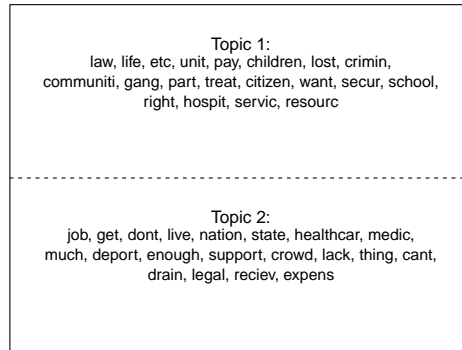 Topic 1:
law, life, etc, unit, pay, children, lost, crimin,
communiti, gang, part, treat, citizen, want, secur, school,
right, hospit, servic, resourc
Topic 2:
job, get, dont, live, nation, state, healthcar, medic,
much, deport, enough, support, crowd, lack, thing, cant,
drain, legal, reciev, expens